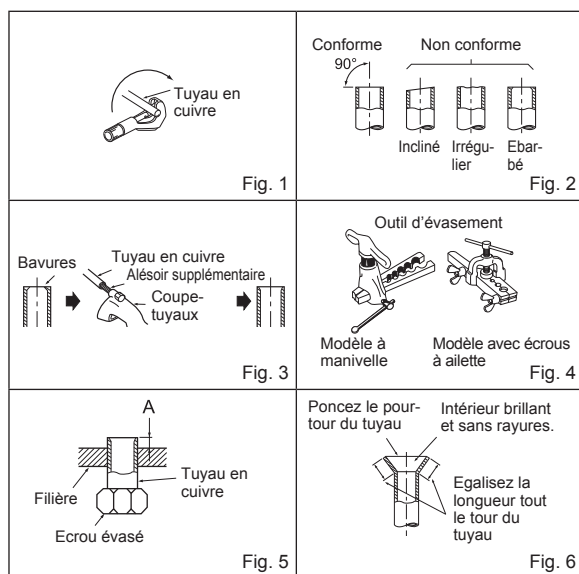 Tuyau en
cuivre
Fig. 1
Conforme
Non conforme
90°
Incliné
Irrégu-
lier
Ebar-
bé
Fig. 2
Bavures
Tuyau en cuivre
Alésoir supplémentaire
Coupe-
tuyaux
Fig. 3
Outil d'évasement
Modèle à
manivelle
Modèle avec écrous
à ailette
Fig. 4
A
Filière
Tuyau en
cuivre
Ecrou évasé
Fig. 5
Poncez le pour-
tour du tuyau
Intérieur brillant
et sans rayures.
Egalisez la
longueur tout
le tour du
tuyau
Fig. 6